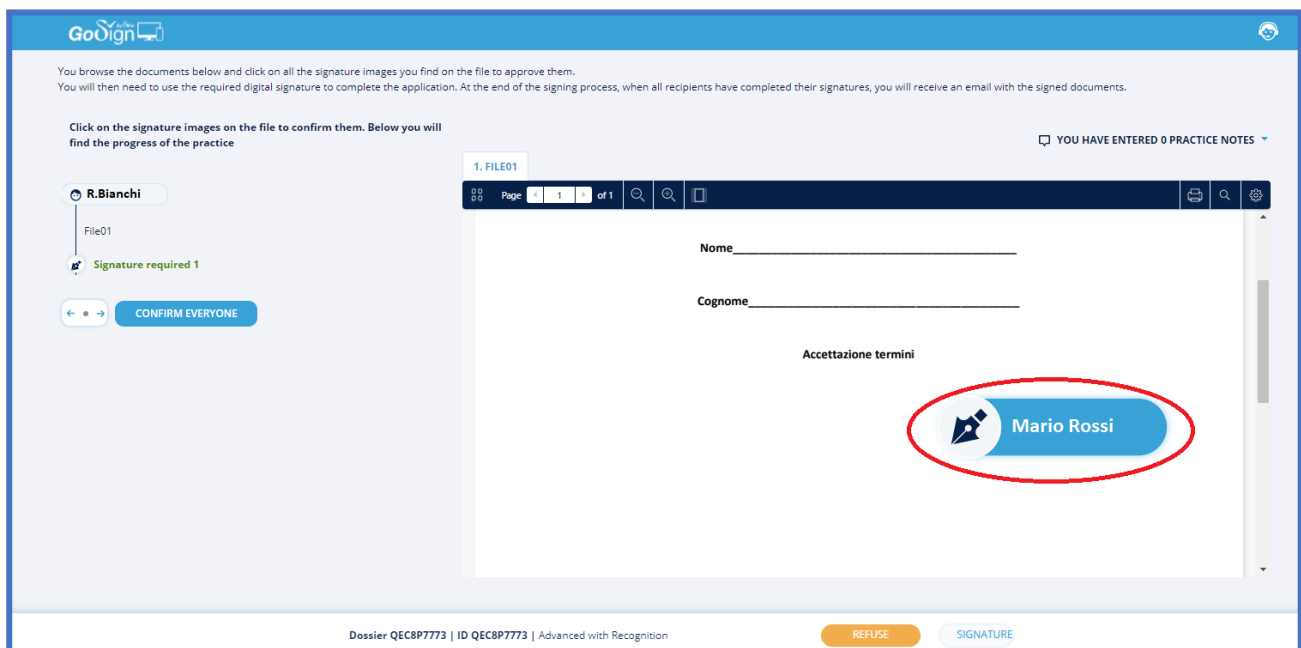 GoSign
You browse the documents below and click on all the signature images you find on the file to approve them.
You will then need to use the required digital signature to complete the application. At the end of the signing process, when all recipients have completed their signatures, you will receive an email with the signed documents.
Click on the signature images on the file to confirm them. Below you will
find the progress of the practice
YOU HAVE ENTERED 0 PRACTICE NOTES
1. FILE01
R.Bianchi
Page 1 of 1
File01
Signature required 1
CONFIRM EVERYONE
Nome___________________________________________
Cognome_________________________________________
Accettazione termini
Mario Rossi
Dossier QEC8P7773 | ID QEC8P7773 | Advanced with Recognition
REFUSE
SIGNATURE